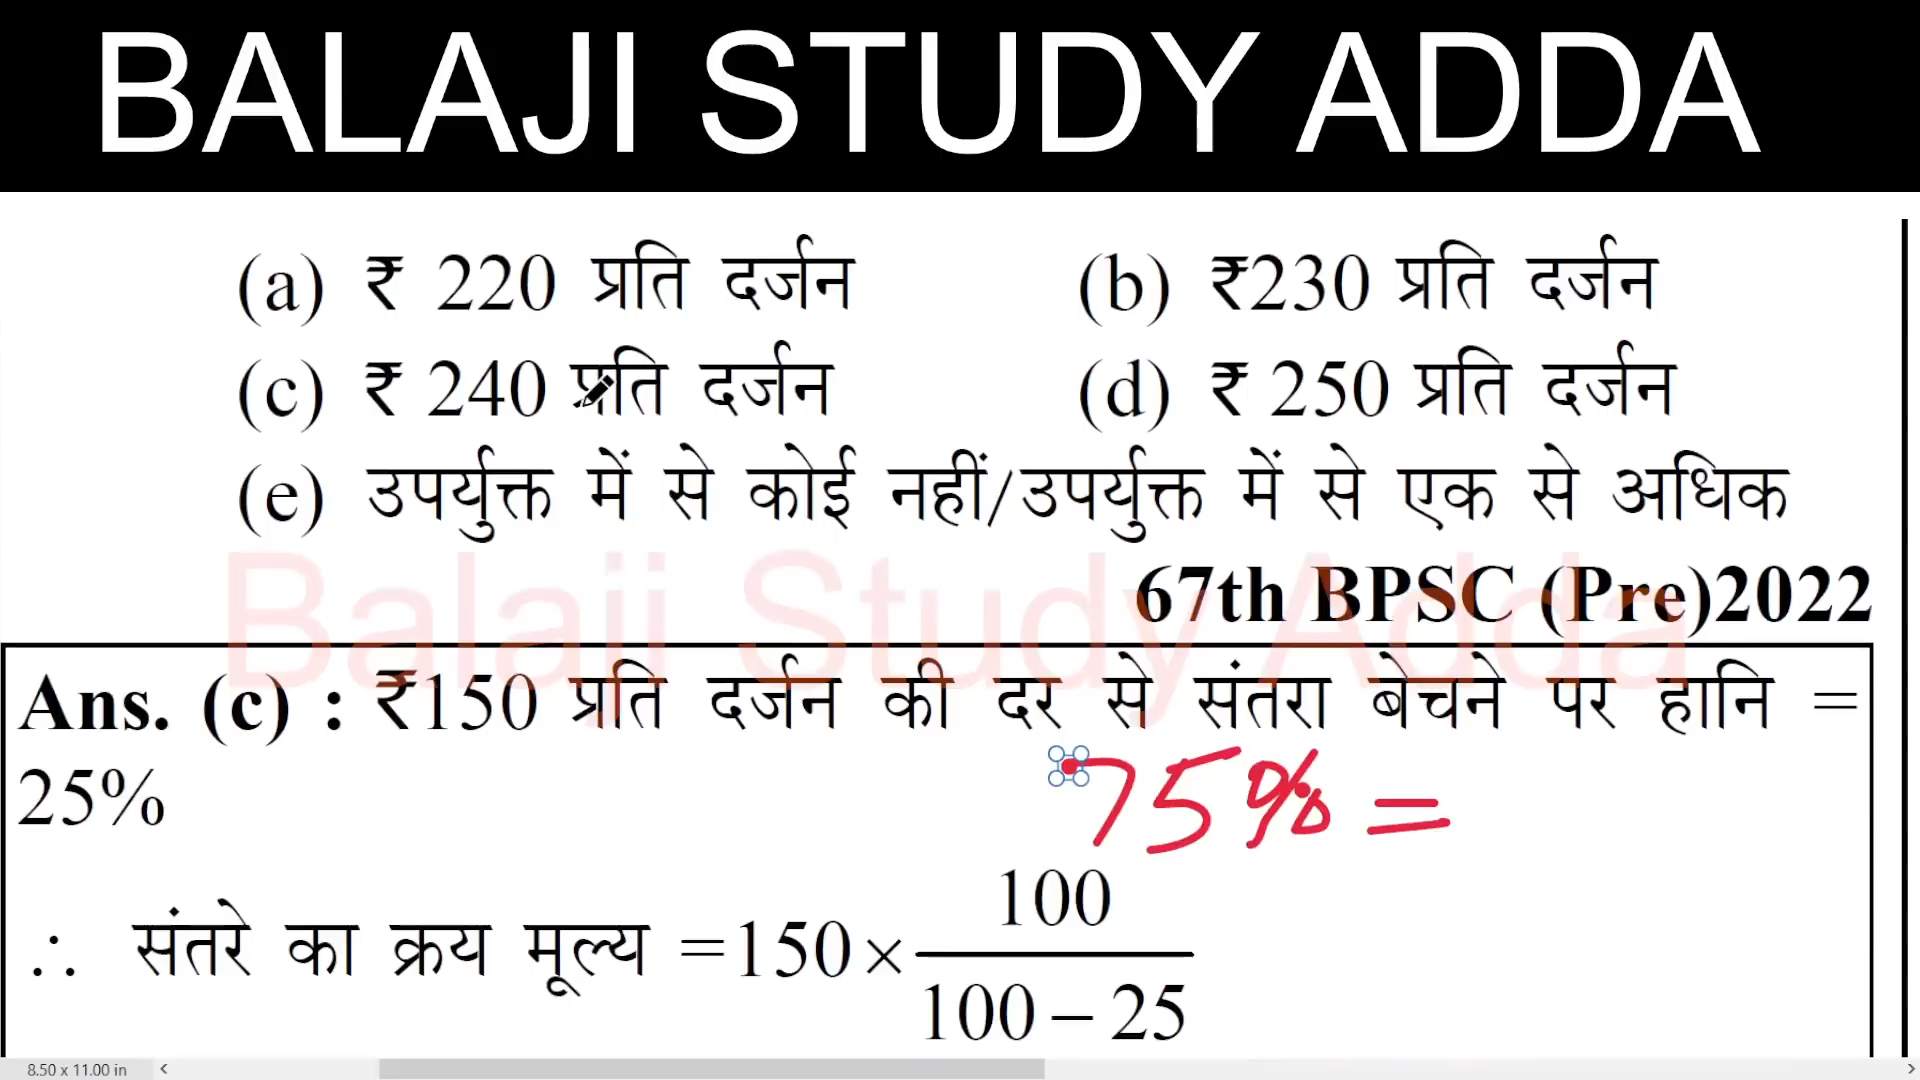 BALAJI STUDY ADDA
(a) ₹ 220 प्रति दर्जन (b) ₹230 प्रति दर्जन
(c) ₹ 240 प्रति दर्जन (d) ₹ 250 प्रति दर्जन
(e) उपर्युक्त में से कोई नहीं/उपर्युक्त में से एक से अधिक
67th BPSC (Pre)2022
Balaji Study Adda
Ans. (c) : ₹150 प्रति दर्जन की दर से संतरा बेचने पर हानि =
25%
75% =
∴ संतरे का क्रय मूल्य =150× 100
100 – 25
8.50 x 11.00 in